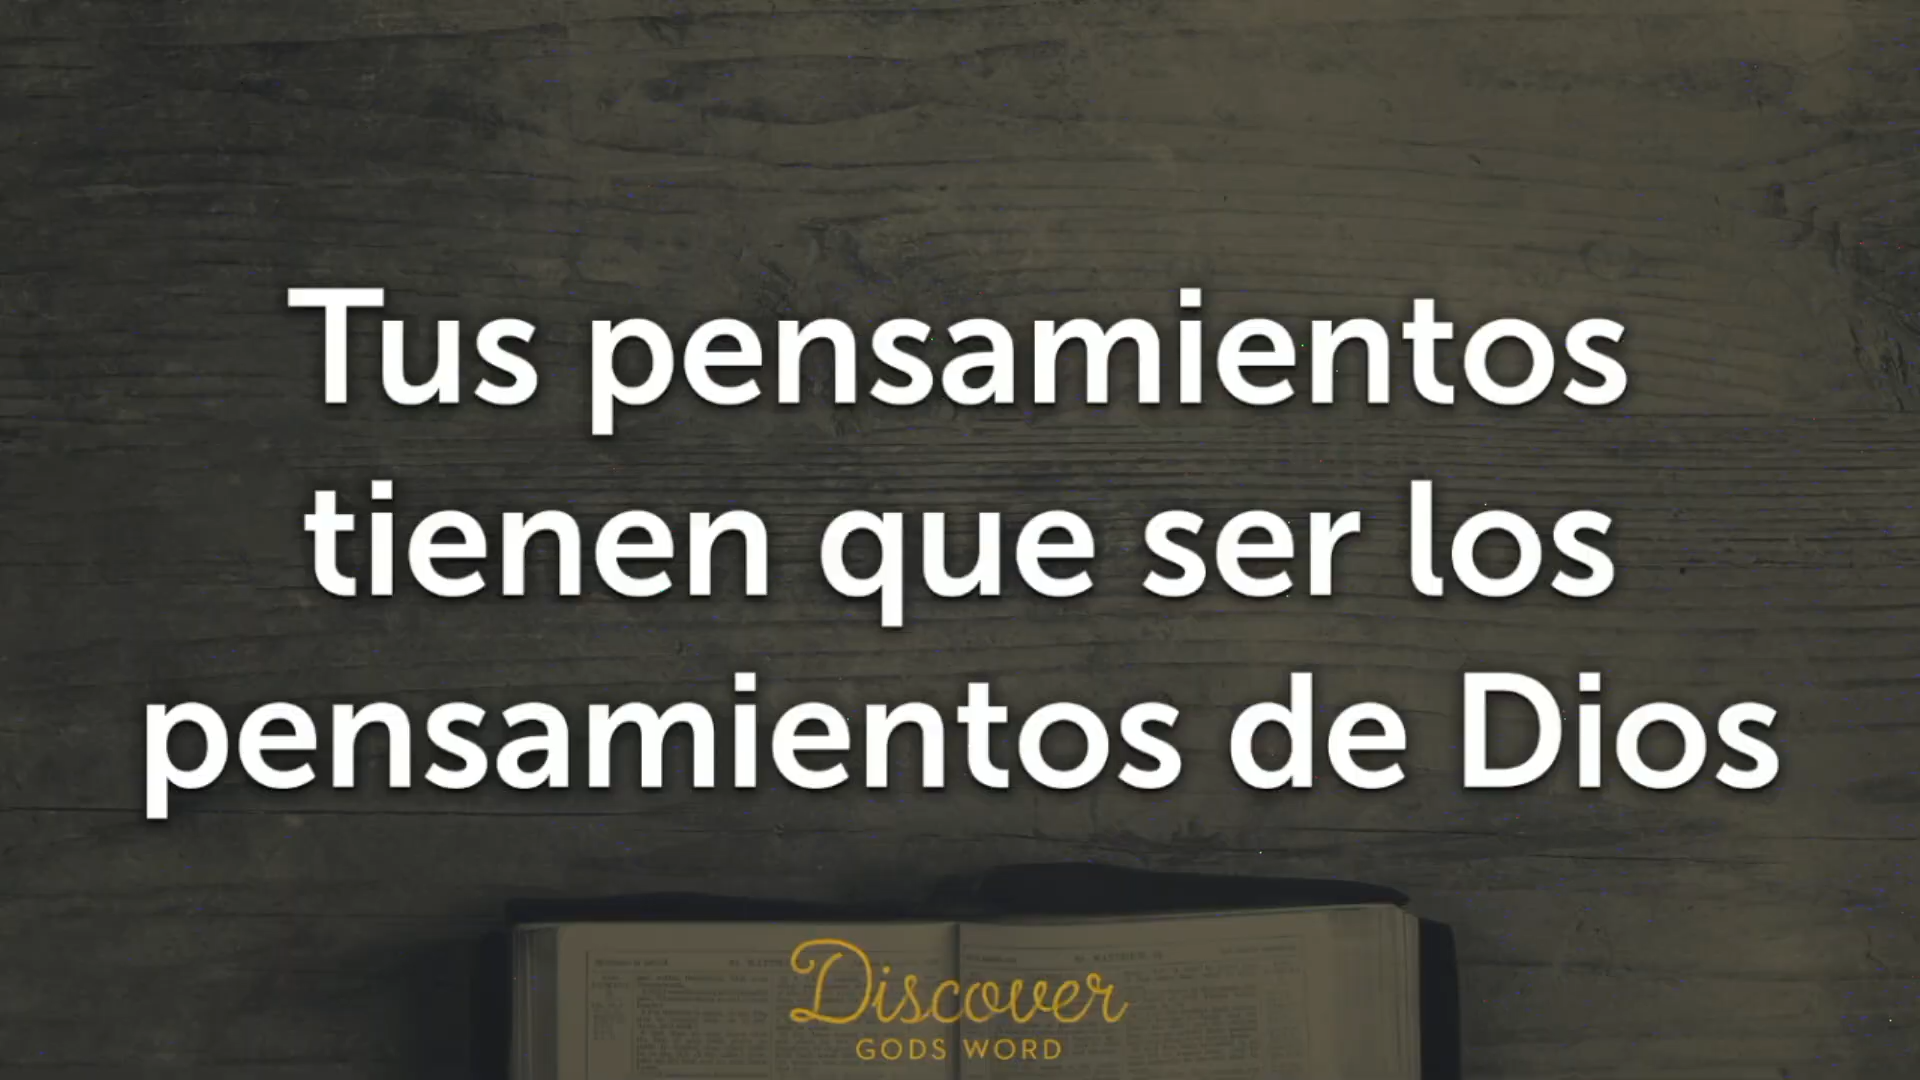 Tus pensamientos
tienen que ser los
pensamientos de Dios
Discover
GODS WORD